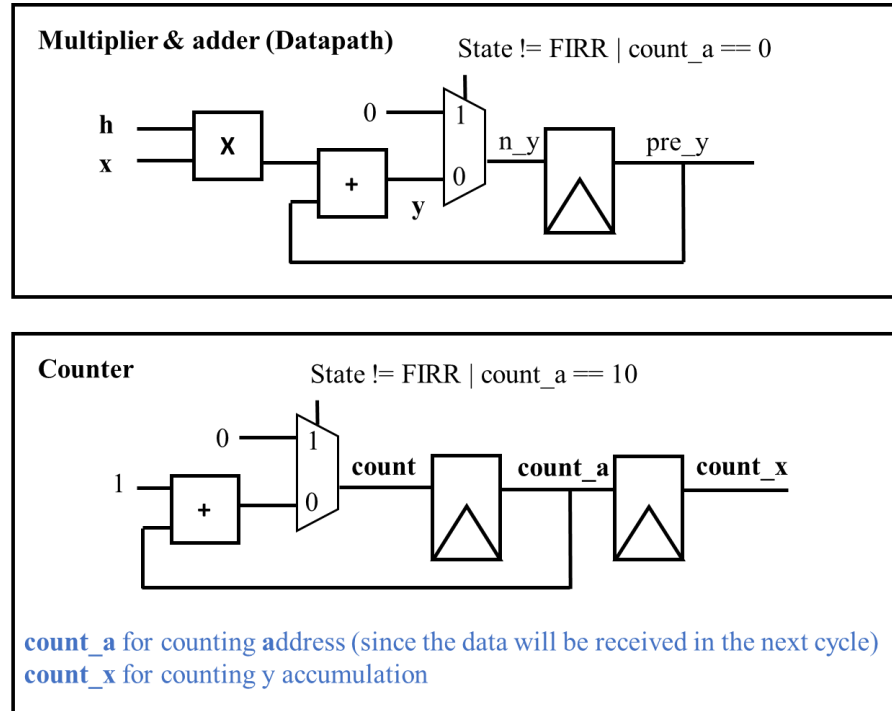 Multiplier & adder (Datapath)
State != FIRR | count_a == 0
0
1
h
x
X
n_y
pre_y
+
0
y
Counter
State != FIRR | count_a == 10
0
1
count
count_a
count_x
1
+
0
count_a for counting address (since the data will be received in the next cycle)
count_x for counting y accumulation